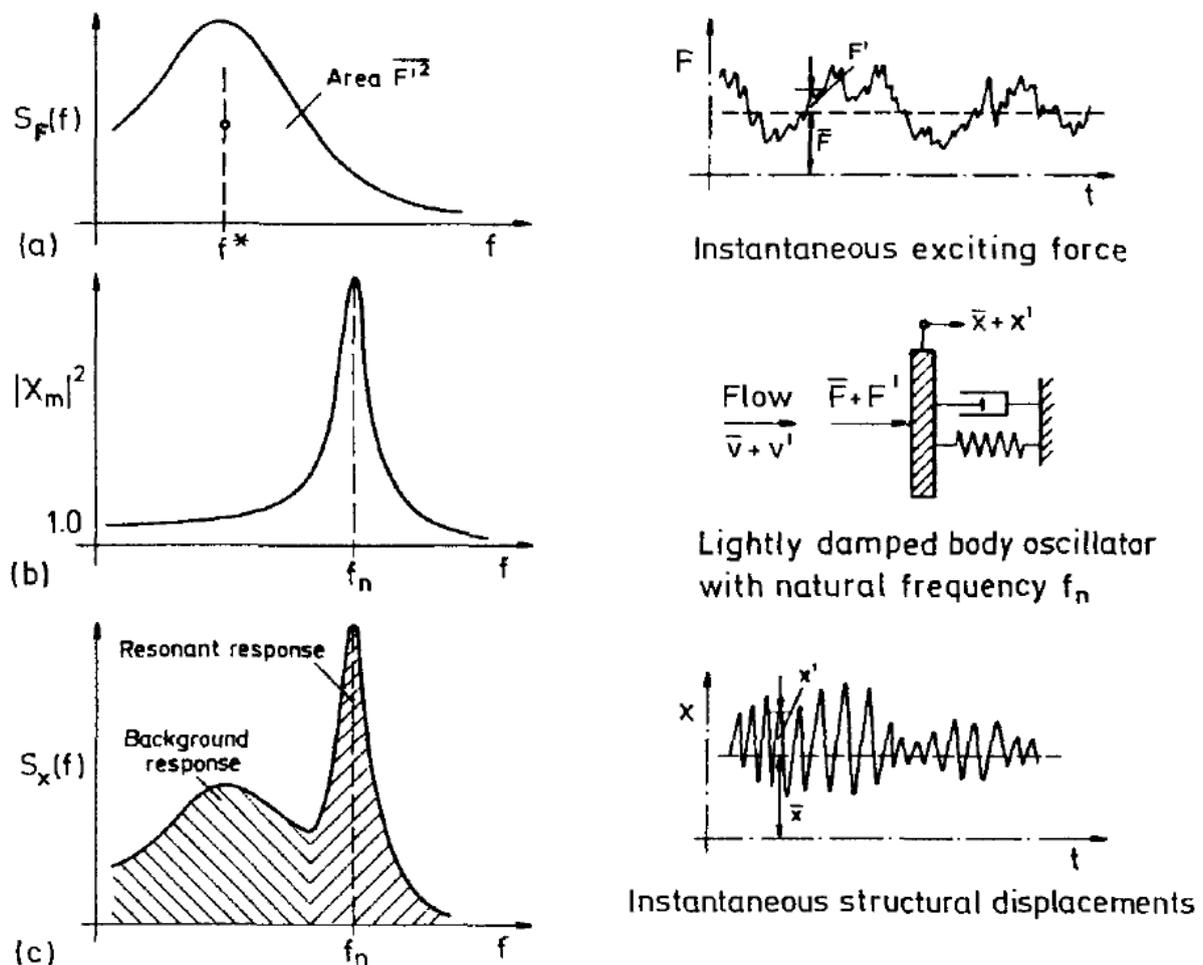 S_F(f)
Area F'²
(a)
f*
f
F
F'
F̅
t
Instantaneous exciting force
|X_m|²
1.0
(b)
f_n
f
x̅ + x'
Flow
v̅ + v'
F̅ + F'
Lightly damped body oscillator
with natural frequency f_n
Resonant response
Background
response
S_x(f)
(c)
f_n
f
x
x'
x̅
t
Instantaneous structural displacements